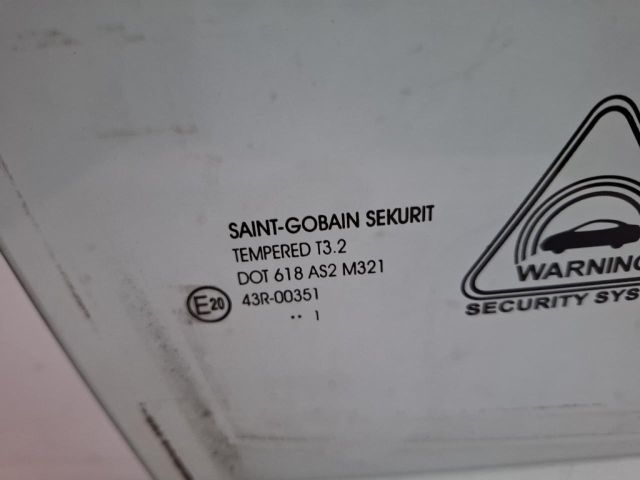 SAINT-GOBAIN SEKURIT
TEMPERED T3.2
DOT 618 AS2 M321
E20
43R-00351
.. 1
WARNING
SECURITY SYS